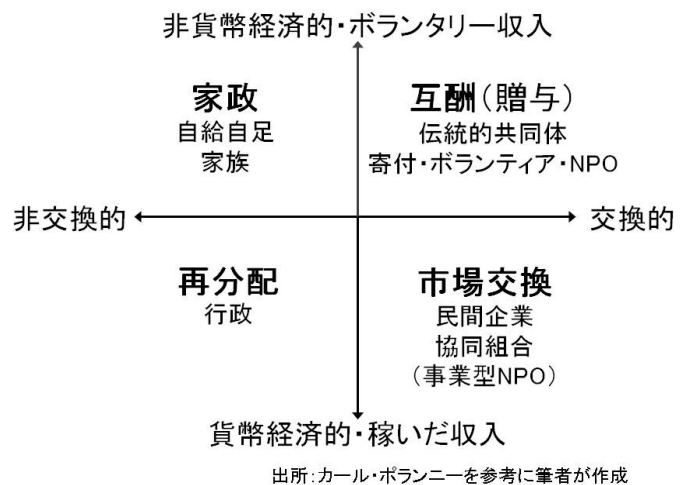 非貨幣経済的・ボランタリー収入
家政
自給自足
家族
互酬（贈与）
伝統的共同体
寄付・ボランティア・NPO
非交換的
交換的
再分配
行政
市場交換
民間企業
協同組合
（事業型NPO）
貨幣経済的・稼いだ収入
出所：カール・ポランニーを参考に筆者が作成